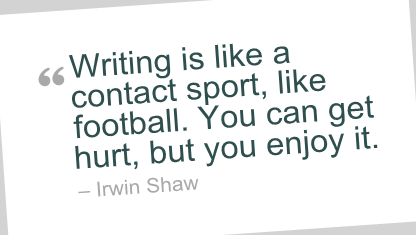 “Writing is like a
contact sport, like
football. You can get
hurt, but you enjoy it.
– Irwin Shaw